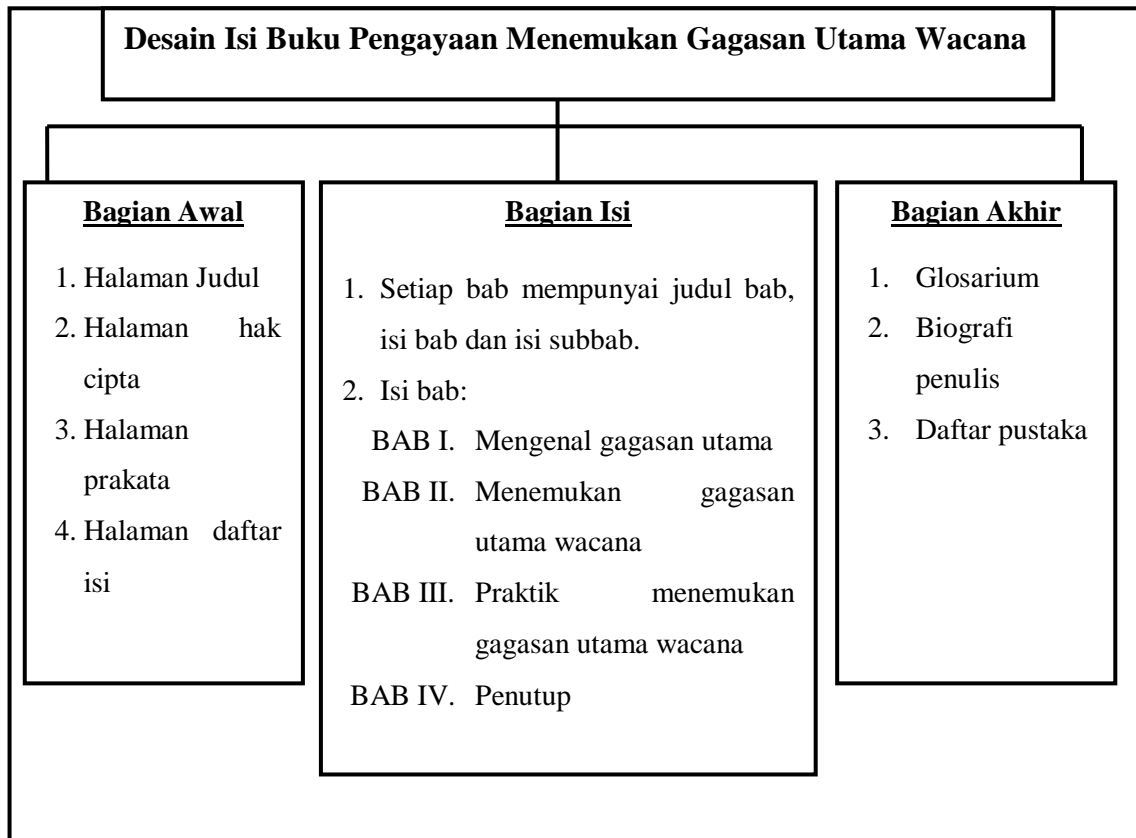 Desain Isi Buku Pengayaan Menemukan Gagasan Utama Wacana
Bagian Awal
1. Halaman Judul
2. Halaman hak
cipta
3. Halaman
prakata
4. Halaman daftar
isi
Bagian Isi
1. Setiap bab mempunyai judul bab,
isi bab dan isi subbab.
2. Isi bab:
BAB I. Mengenal gagasan utama
BAB II. Menemukan gagasan
utama wacana
BAB III. Praktik menemukan
gagasan utama wacana
BAB IV. Penutup
Bagian Akhir
1. Glosarium
2. Biografi
penulis
3. Daftar pustaka